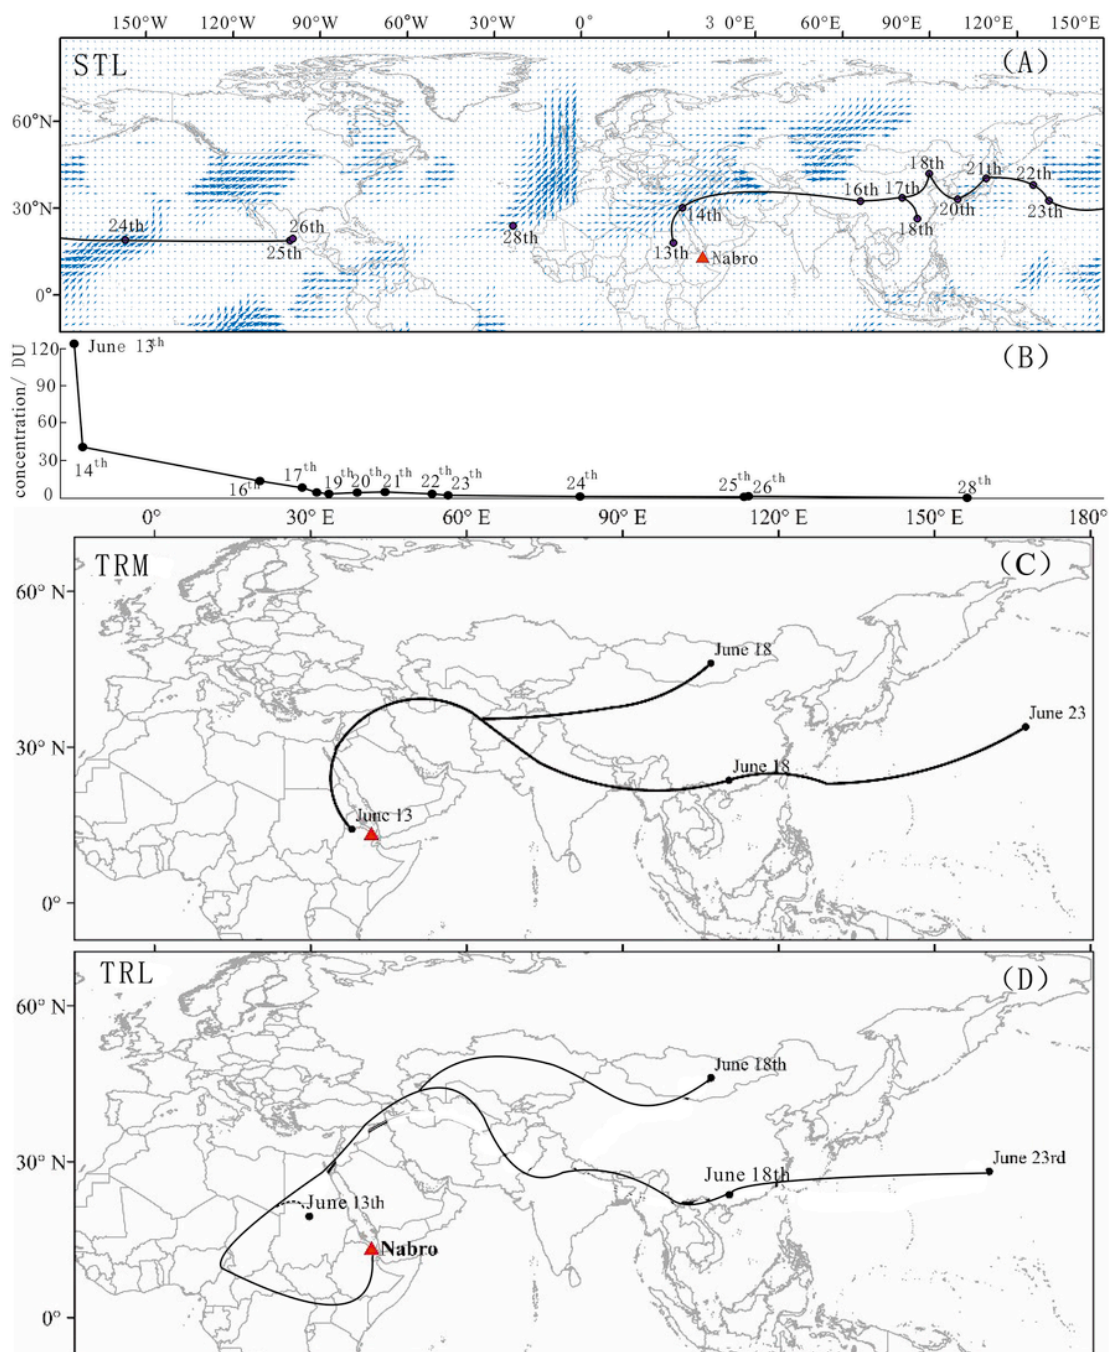 150°W 120°W 90°W 60°W 30°W 0° 3 0°E 60°E 90°E 120°E 150°E
STL (A)
60°N
18th 21th 22th
16th 17th
30°N 14th 20th 23th
24th 26th 28th 18th
25th 13th Nabro
0°
120 June 13th (B)
concentration/ DU
90
60
30
14th 16th 17th 19th 20th 21th 22th 23th 24th 25th 26th 28th
0
0° 30° E 60° E 90° E 120° E 150° E 180°
TRM (C)
60° N
June 18
June 23
30° N
June 18
June 13
0°
TRL (D)
60° N
June 18th
30° N
June 23rd
June 18th
June 13th
Nabro
0°